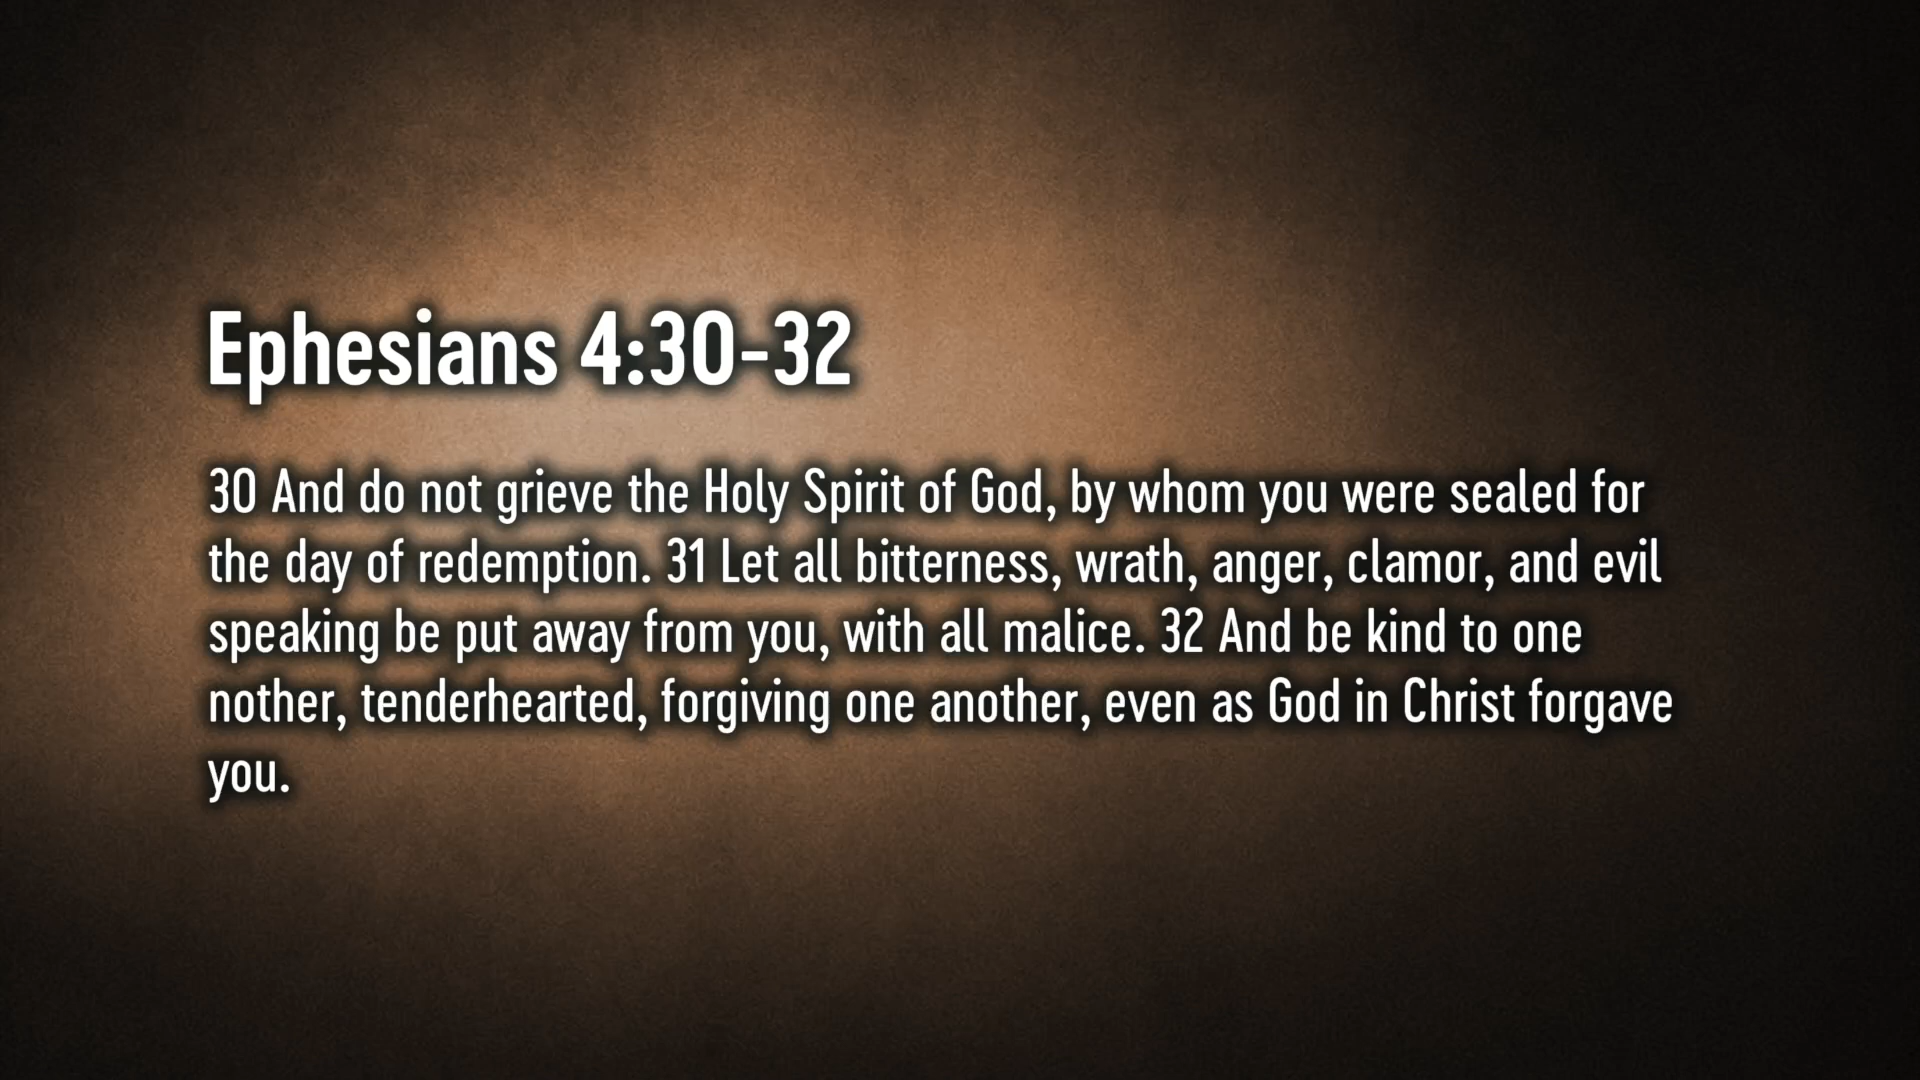 Ephesians 4:30-32
30 And do not grieve the Holy Spirit of God, by whom you were sealed for
the day of redemption. 31 Let all bitterness, wrath, anger, clamor, and evil
speaking be put away from you, with all malice. 32 And be kind to one
nother, tenderhearted, forgiving one another, even as God in Christ forgave
you.